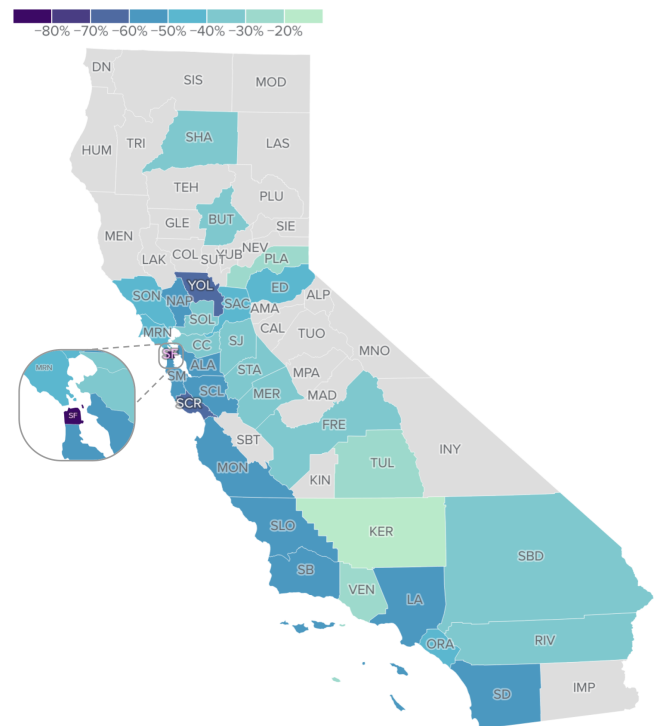 −80% −70% −60% −50% −40% −30% −20%
DN
SIS
MOD
HUM
TRI
SHA
LAS
TEH
PLU
BUT
GLE
SIE
MEN
NEV
LAK
COL
SUT
YUB
PLA
YOL
ED
SON
NAP
SAC
ALP
AMA
SOL
MRN
CAL
TUO
CC
SJ
SF
MNO
ALA
STA
MPA
SM
MRN
SCL
MER
MAD
SCR
SF
FRE
SBT
INY
TUL
MON
KIN
SLO
KER
SBD
SB
VEN
LA
ORA
RIV
SD
IMP